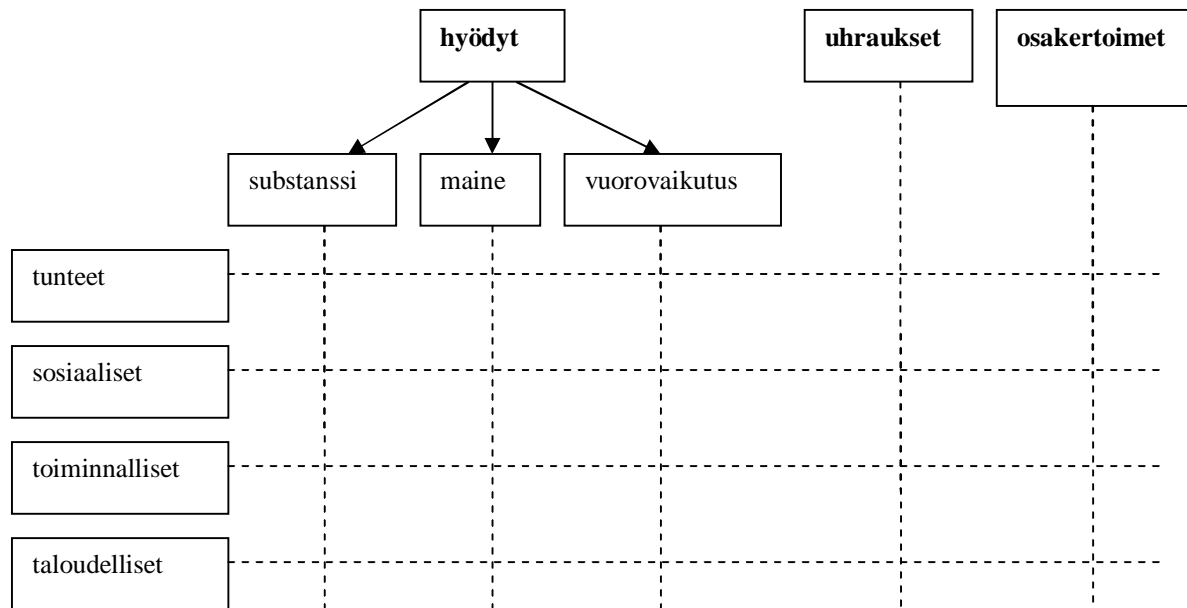 hyödyt
uhraukset
osakertoimet
substanssi
maine
vuorovaikutus
tunteet
sosiaaliset
toiminnalliset
taloudelliset